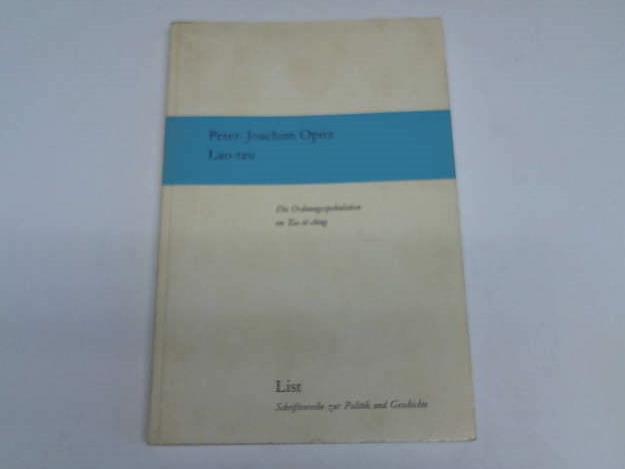 Peter-Joachim Opitz
Lao-tzu
Die Ordnungsspekulation
im Tao-tê-ching
List
Schriftenreihe zur Politik und Geschichte